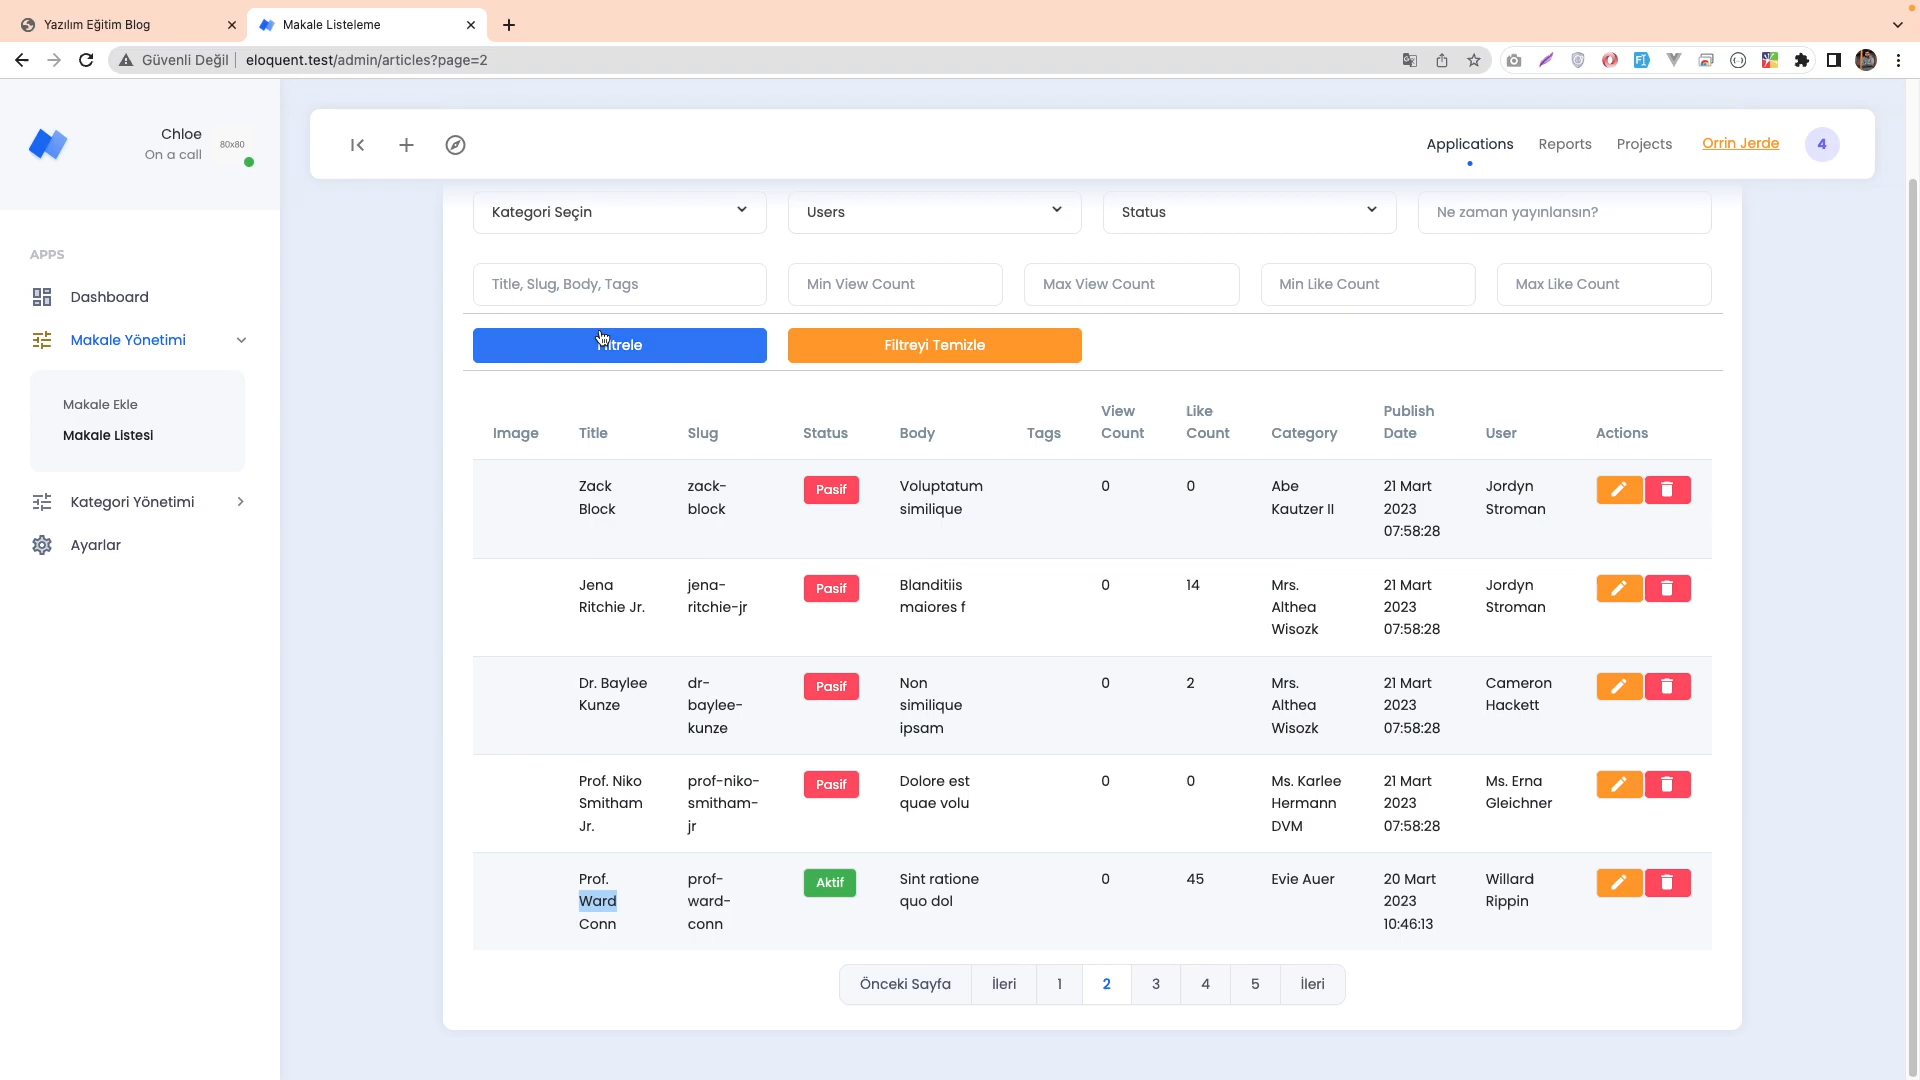 Yazılım Eğitim Blog
Makale Listeleme
Güvenli Değil
eloquent.test/admin/articles?page=2
Chloe
On a call
80x80
Applications
Reports
Projects
Orrin Jerde
4
APPS
Dashboard
Makale Yönetimi
Makale Ekle
Makale Listesi
Kategori Yönetimi
Ayarlar
Kategori Seçin
Users
Status
Ne zaman yayınlansın?
Title, Slug, Body, Tags
Min View Count
Max View Count
Min Like Count
Max Like Count
Filtrele
Filtreyi Temizle
Image
Title
Slug
Status
Body
Tags
View
Count
Like
Count
Category
Publish
Date
User
Actions
Zack
Block
zack-
block
Pasif
Voluptatum
similique
0
0
Abe
Kautzer II
21 Mart
2023
07:58:28
Jordyn
Stroman
Jena
Ritchie Jr.
jena-
ritchie-jr
Pasif
Blanditiis
maiores f
0
14
Mrs.
Althea
Wisozk
21 Mart
2023
07:58:28
Jordyn
Stroman
Dr. Baylee
Kunze
dr-
baylee-
kunze
Pasif
Non
similique
ipsam
0
2
Mrs.
Althea
Wisozk
21 Mart
2023
07:58:28
Cameron
Hackett
Prof. Niko
Smitham
Jr.
prof-niko-
smitham-
jr
Pasif
Dolore est
quae volu
0
0
Ms. Karlee
Hermann
DVM
21 Mart
2023
07:58:28
Ms. Erna
Gleichner
Prof.
Ward
Conn
prof-
ward-
conn
Aktif
Sint ratione
quo dol
0
45
Evie Auer
20 Mart
2023
10:46:13
Willard
Rippin
Önceki Sayfa
İleri
1
2
3
4
5
İleri